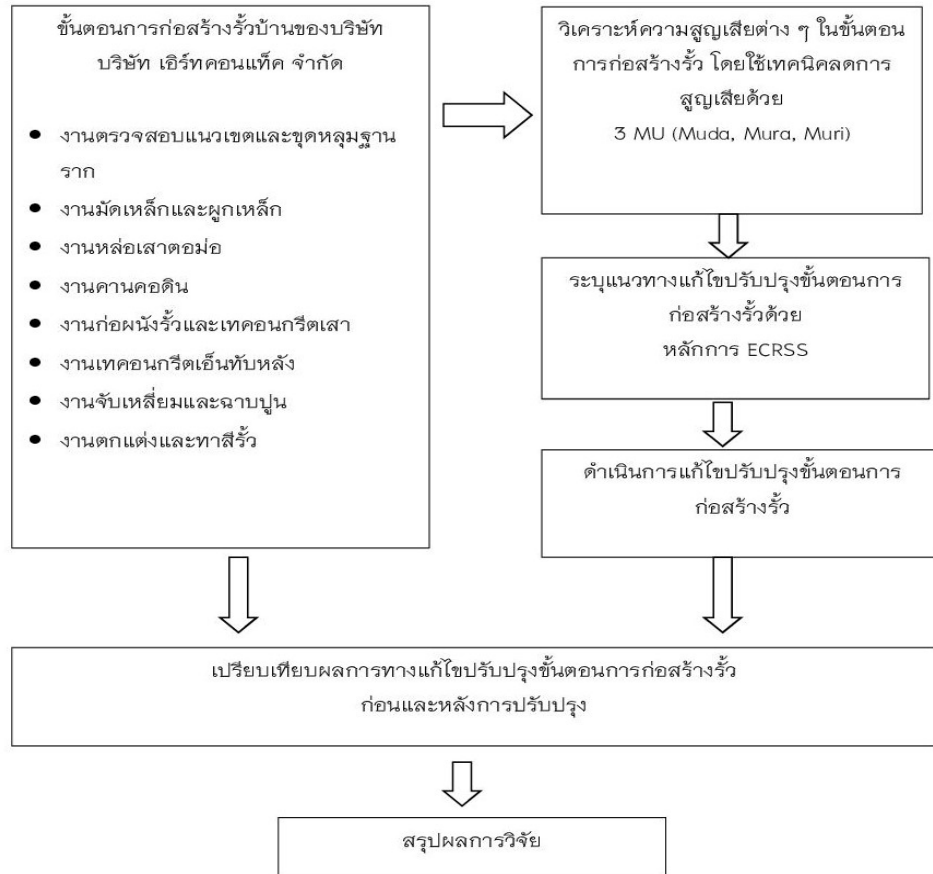 ขั้นตอนการก่อสร้างรั้วบ้านของบริษัท
บริษัท เอิร์ทคอนแท็ค จำกัด
● งานตรวจสอบแนวเขตและขุดหลุมฐาน
ราก
● งานมัดเหล็กและผูกเหล็ก
● งานหล่อเสาตอม่อ
● งานคานคอดิน
● งานก่อผนังรั้วและเทคอนกรีตเสา
● งานเทคอนกรีตเอ็นทับหลัง
● งานจับเหลี่ยมและฉาบปูน
● งานตกแต่งและทาสีรั้ว
วิเคราะห์ความสูญเสียต่าง ๆ ในขั้นตอน
การก่อสร้างรั้ว โดยใช้เทคนิคลดการ
สูญเสียด้วย
3 MU (Muda, Mura, Muri)
ระบุแนวทางแก้ไขปรับปรุงขั้นตอนการ
ก่อสร้างรั้วด้วย
หลักการ ECRSS
ดำเนินการแก้ไขปรับปรุงขั้นตอนการ
ก่อสร้างรั้ว
เปรียบเทียบผลการทางแก้ไขปรับปรุงขั้นตอนการก่อสร้างรั้ว
ก่อนและหลังการปรับปรุง
สรุปผลการวิจัย